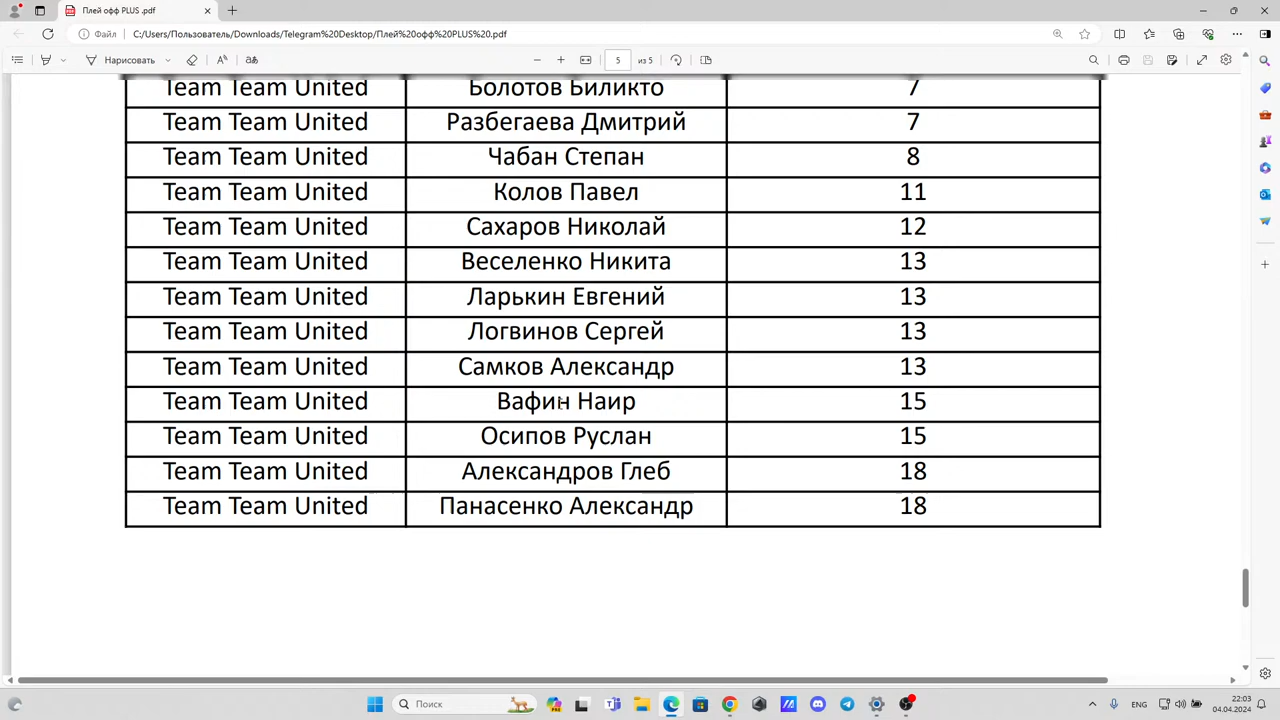 Плей офф PLUS .pdf
Файл C:/Users/Пользователь/Downloads/Telegram%20Desktop/Плей%20офф%20PLUS%20.pdf
Нарисовать 5 из 5
Team Team United Болотов Биликто 7
Team Team United Разбегаева Дмитрий 7
Team Team United Чабан Степан 8
Team Team United Колов Павел 11
Team Team United Сахаров Николай 12
Team Team United Веселенко Никита 13
Team Team United Ларькин Евгений 13
Team Team United Логвинов Сергей 13
Team Team United Самков Александр 13
Team Team United Вафин Наир 15
Team Team United Осипов Руслан 15
Team Team United Александров Глеб 18
Team Team United Панасенко Александр 18
Поиск
22:03
04.04.2024